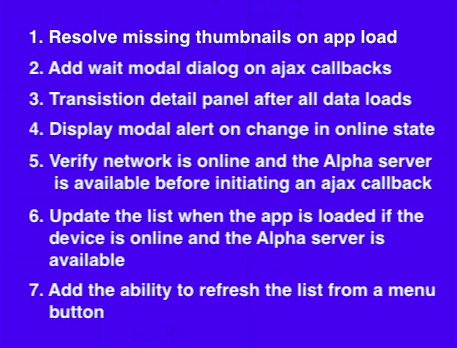 1. Resolve missing thumbnails on app load
2. Add wait modal dialog on ajax callbacks
3. Transistion detail panel after all data loads
4. Display modal alert on change in online state
5. Verify network is online and the Alpha server
is available before initiating an ajax callback
6. Update the list when the app is loaded if the
device is online and the Alpha server is
available
7. Add the ability to refresh the list from a menu
button